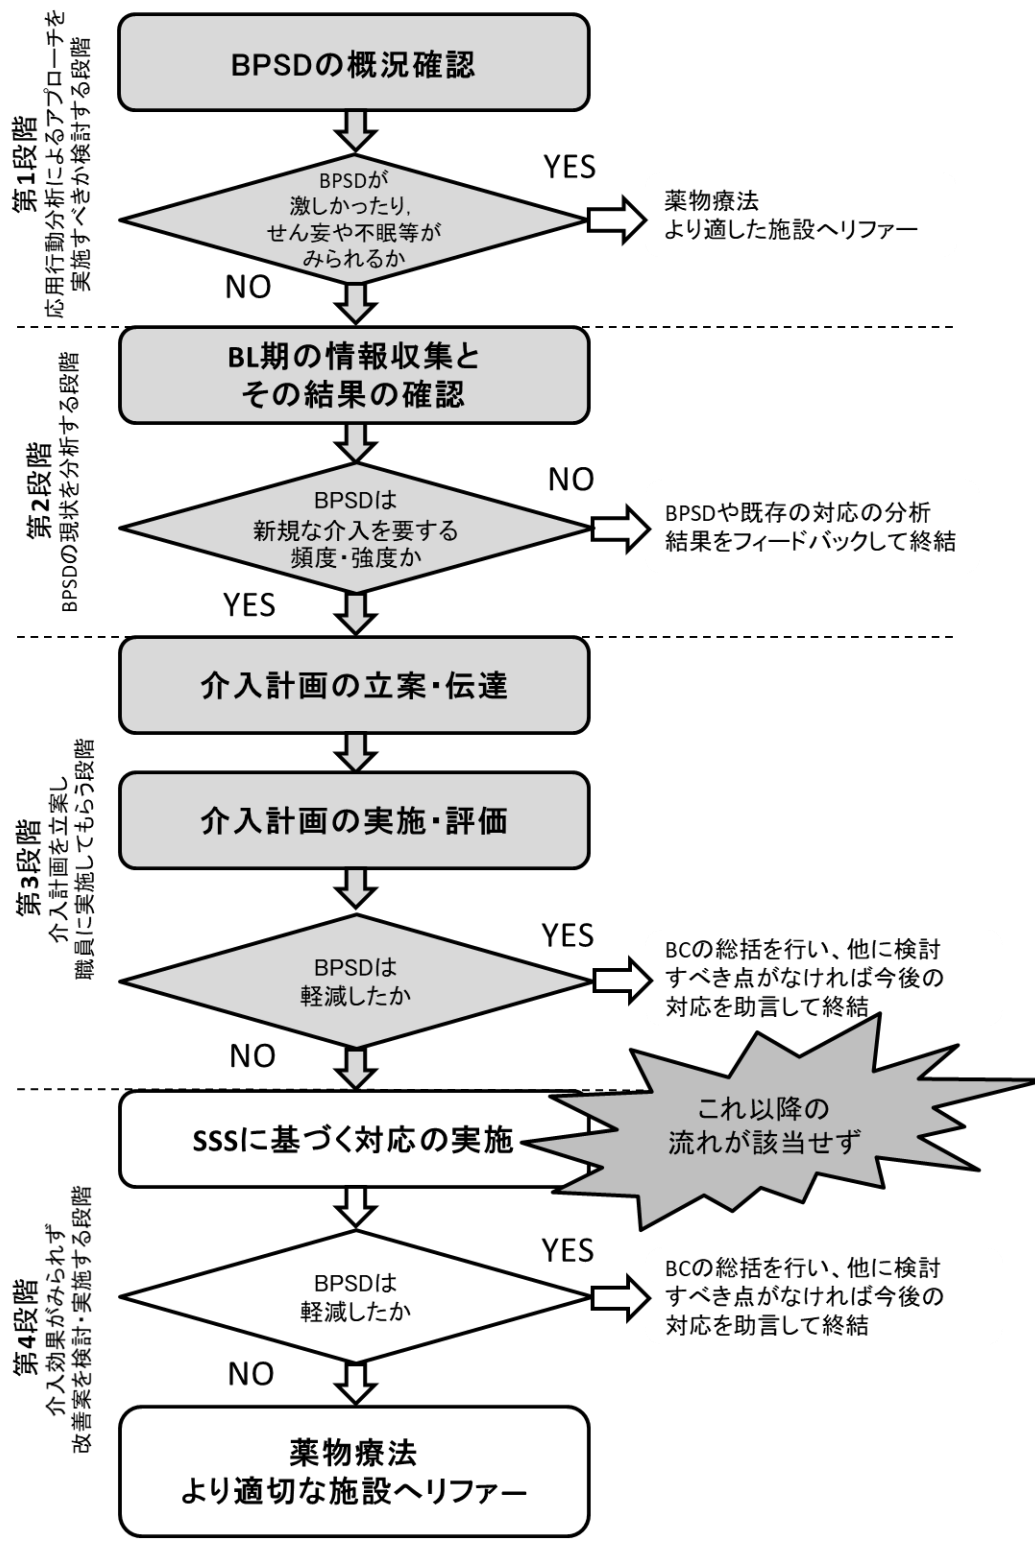 第1段階
応用行動分析によるアプローチを
実施すべきか検討する段階
BPSDの概況確認
BPSDが
激しかったり,
せん妄や不眠等が
みられるか
YES
薬物療法
より適した施設へリファー
NO
第2段階
BPSDの現状を分析する段階
BL期の情報収集と
その結果の確認
BPSDは
新規な介入を要する
頻度・強度か
NO
BPSDや既存の対応の分析
結果をフィードバックして終結
YES
第3段階
介入計画を立案し
職員に実施してもらう段階
介入計画の立案・伝達
介入計画の実施・評価
BPSDは
軽減したか
YES
BCの総括を行い、他に検討
すべき点がなければ今後の
対応を助言して終結
NO
これ以降の
流れが該当せず
第4段階
介入効果がみられず
改善案を検討・実施する段階
SSSに基づく対応の実施
BPSDは
軽減したか
YES
BCの総括を行い、他に検討
すべき点がなければ今後の
対応を助言して終結
NO
薬物療法
より適切な施設へリファー